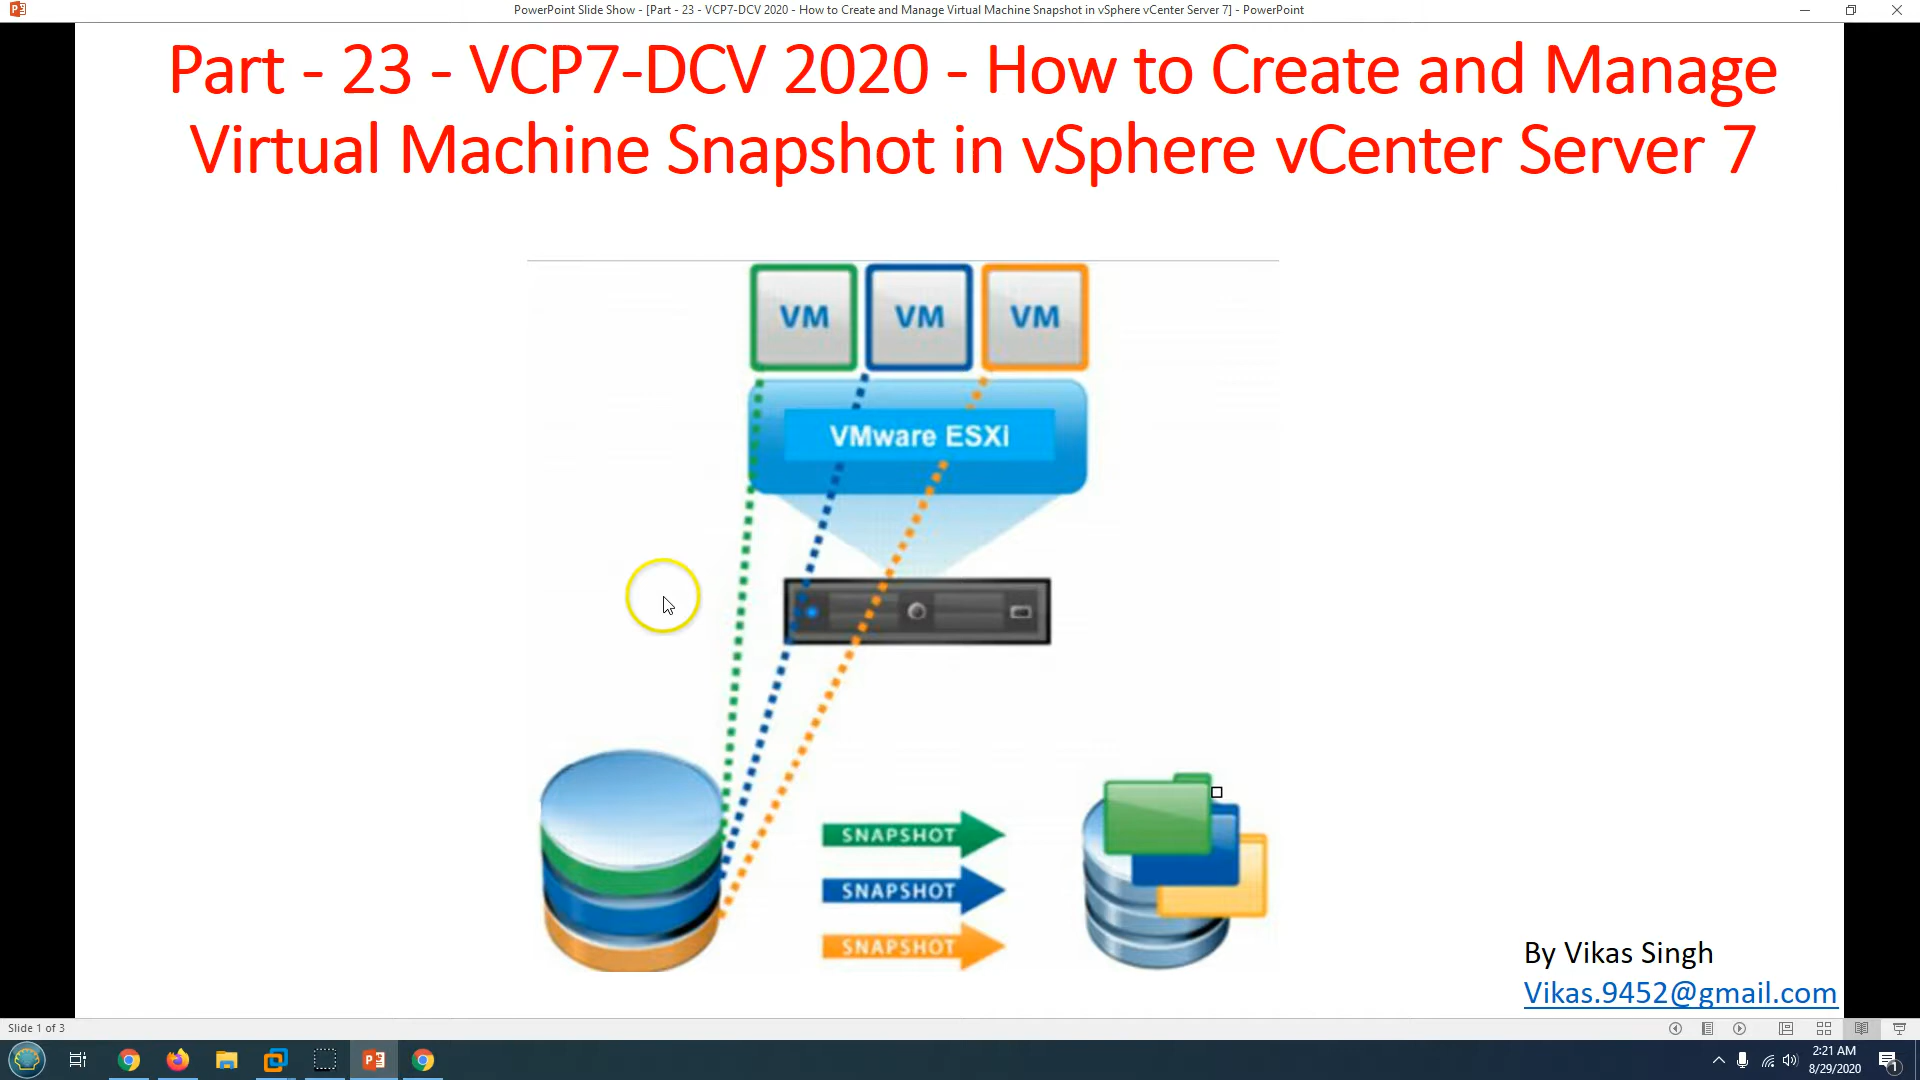 PowerPoint Slide Show - [Part - 23 - VCP7-DCV 2020 - How to Create and Manage Virtual Machine Snapshot in vSphere vCenter Server 7] - PowerPoint
Part - 23 - VCP7-DCV 2020 - How to Create and Manage
Virtual Machine Snapshot in vSphere vCenter Server 7
VM VM VM
VMware ESXi
SNAPSHOT
SNAPSHOT
SNAPSHOT
By Vikas Singh
Vikas.9452@gmail.com
Slide 1 of 3
2:21 AM
8/29/2020
1